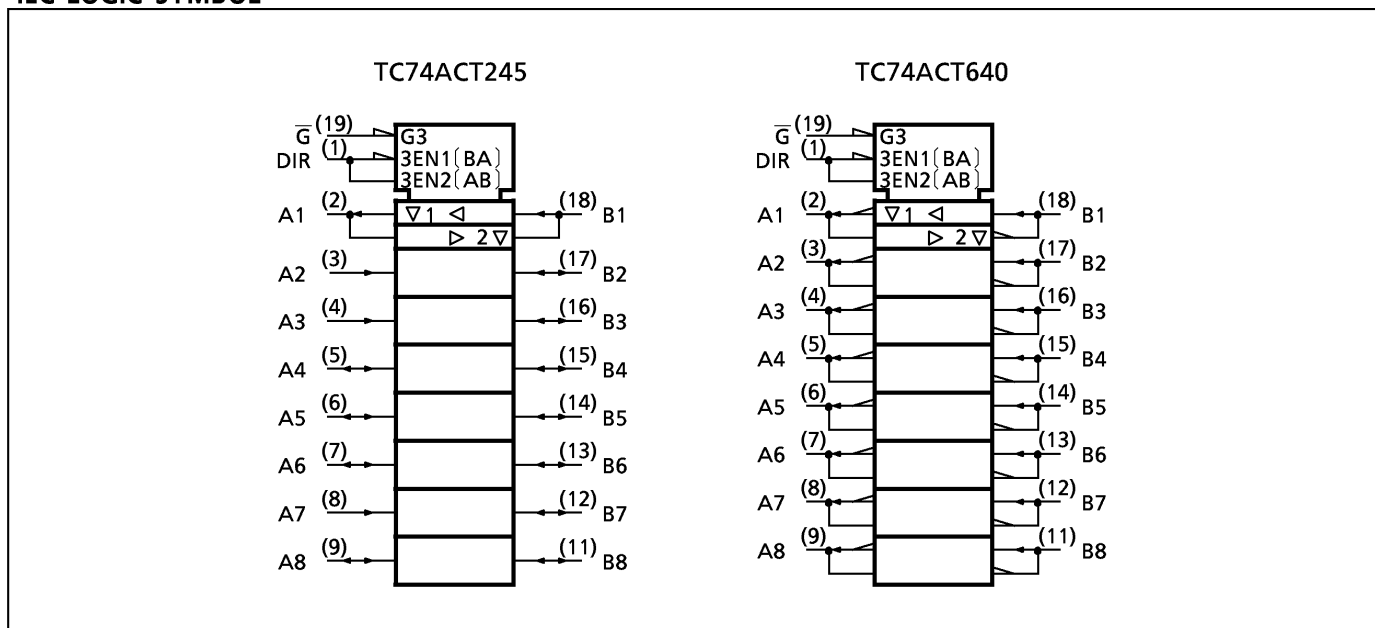 IEC LOGIC SYMBOL
TC74ACT245
G (19) G3
DIR (1) 3EN1(BA)
3EN2(AB)
A1 (2) ▽ 1 ◁ (18) B1
▷ 2 ▽
A2 (3) (17) B2
A3 (4) (16) B3
A4 (5) (15) B4
A5 (6) (14) B5
A6 (7) (13) B6
A7 (8) (12) B7
A8 (9) (11) B8
TC74ACT640
G (19) G3
DIR (1) 3EN1(BA)
3EN2(AB)
A1 (2) ▽ 1 ◁ (18) B1
▷ 2 ▽
A2 (3) (17) B2
A3 (4) (16) B3
A4 (5) (15) B4
A5 (6) (14) B5
A6 (7) (13) B6
A7 (8) (12) B7
A8 (9) (11) B8